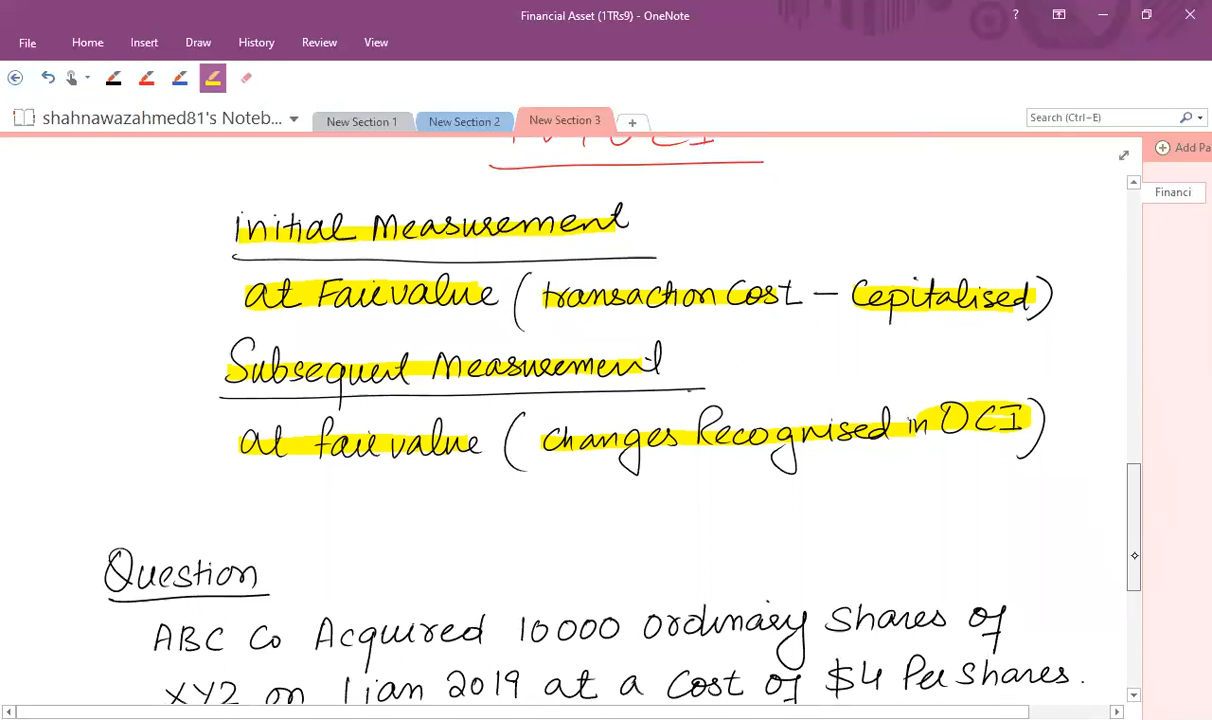 Financial Asset (1TRs9) - OneNote
File Home Insert Draw History Review View
shahnawazahmed81's Noteb...
New Section 1 New Section 2 New Section 3
Search (Ctrl+E)
Add Pa
Financi
Initial Measurement
at Fairvalue (transaction Cost - Cepitalised)
Subsequent Measurement
at fairvalue (changes Recognised in OCI)
Question
ABC Co Acquired 10000 ordinary shares of
XYZ on 1 jan 2019 at a Cost of $4 Per Shares.